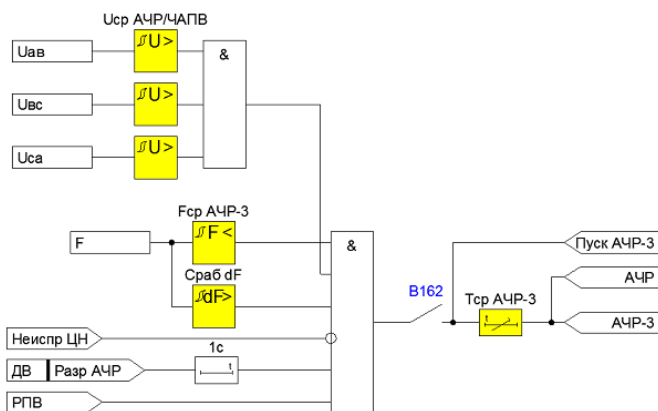 Uср АЧР/ЧАПВ
Uав
U>
&
Uвс
U>
Uса
U>
Fср АЧР-3
F
F <
&
Сраб dF
dF>
Пуск АЧР-3
В162
Тср АЧР-3
t
АЧР
АЧР-3
Неиспр ЦН
1с
ДВ
Разр АЧР
t
РПВ